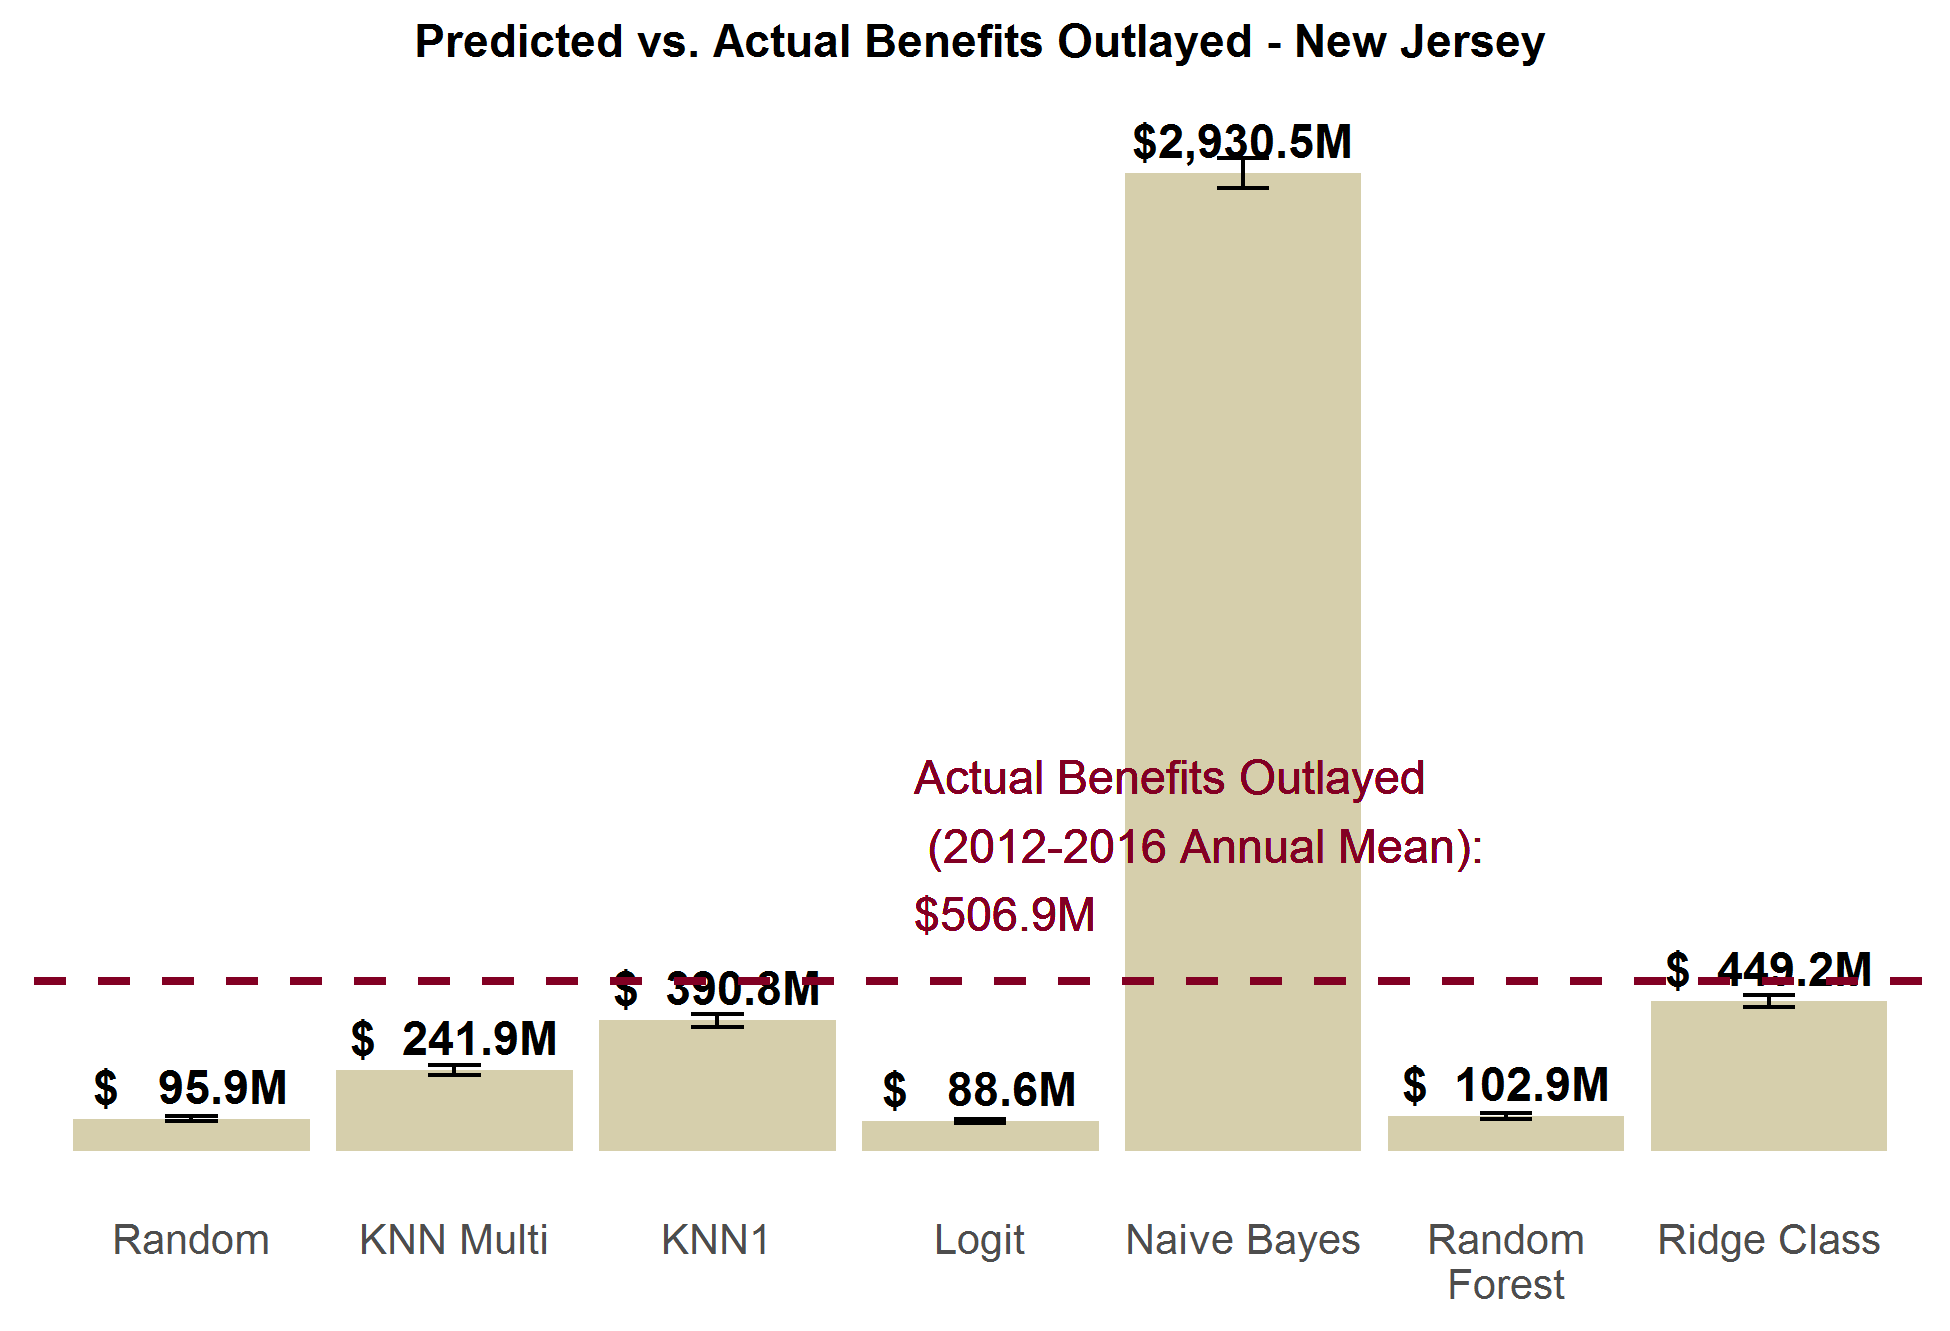 Predicted vs. Actual Benefits Outlayed - New Jersey
$2,930.5M
Actual Benefits Outlayed
(2012-2016 Annual Mean):
$506.9M
$ 95.9M
$ 241.9M
$ 390.8M
$ 88.6M
$ 102.9M
$ 449.2M
Random
KNN Multi
KNN1
Logit
Naive Bayes
Random
Forest
Ridge Class